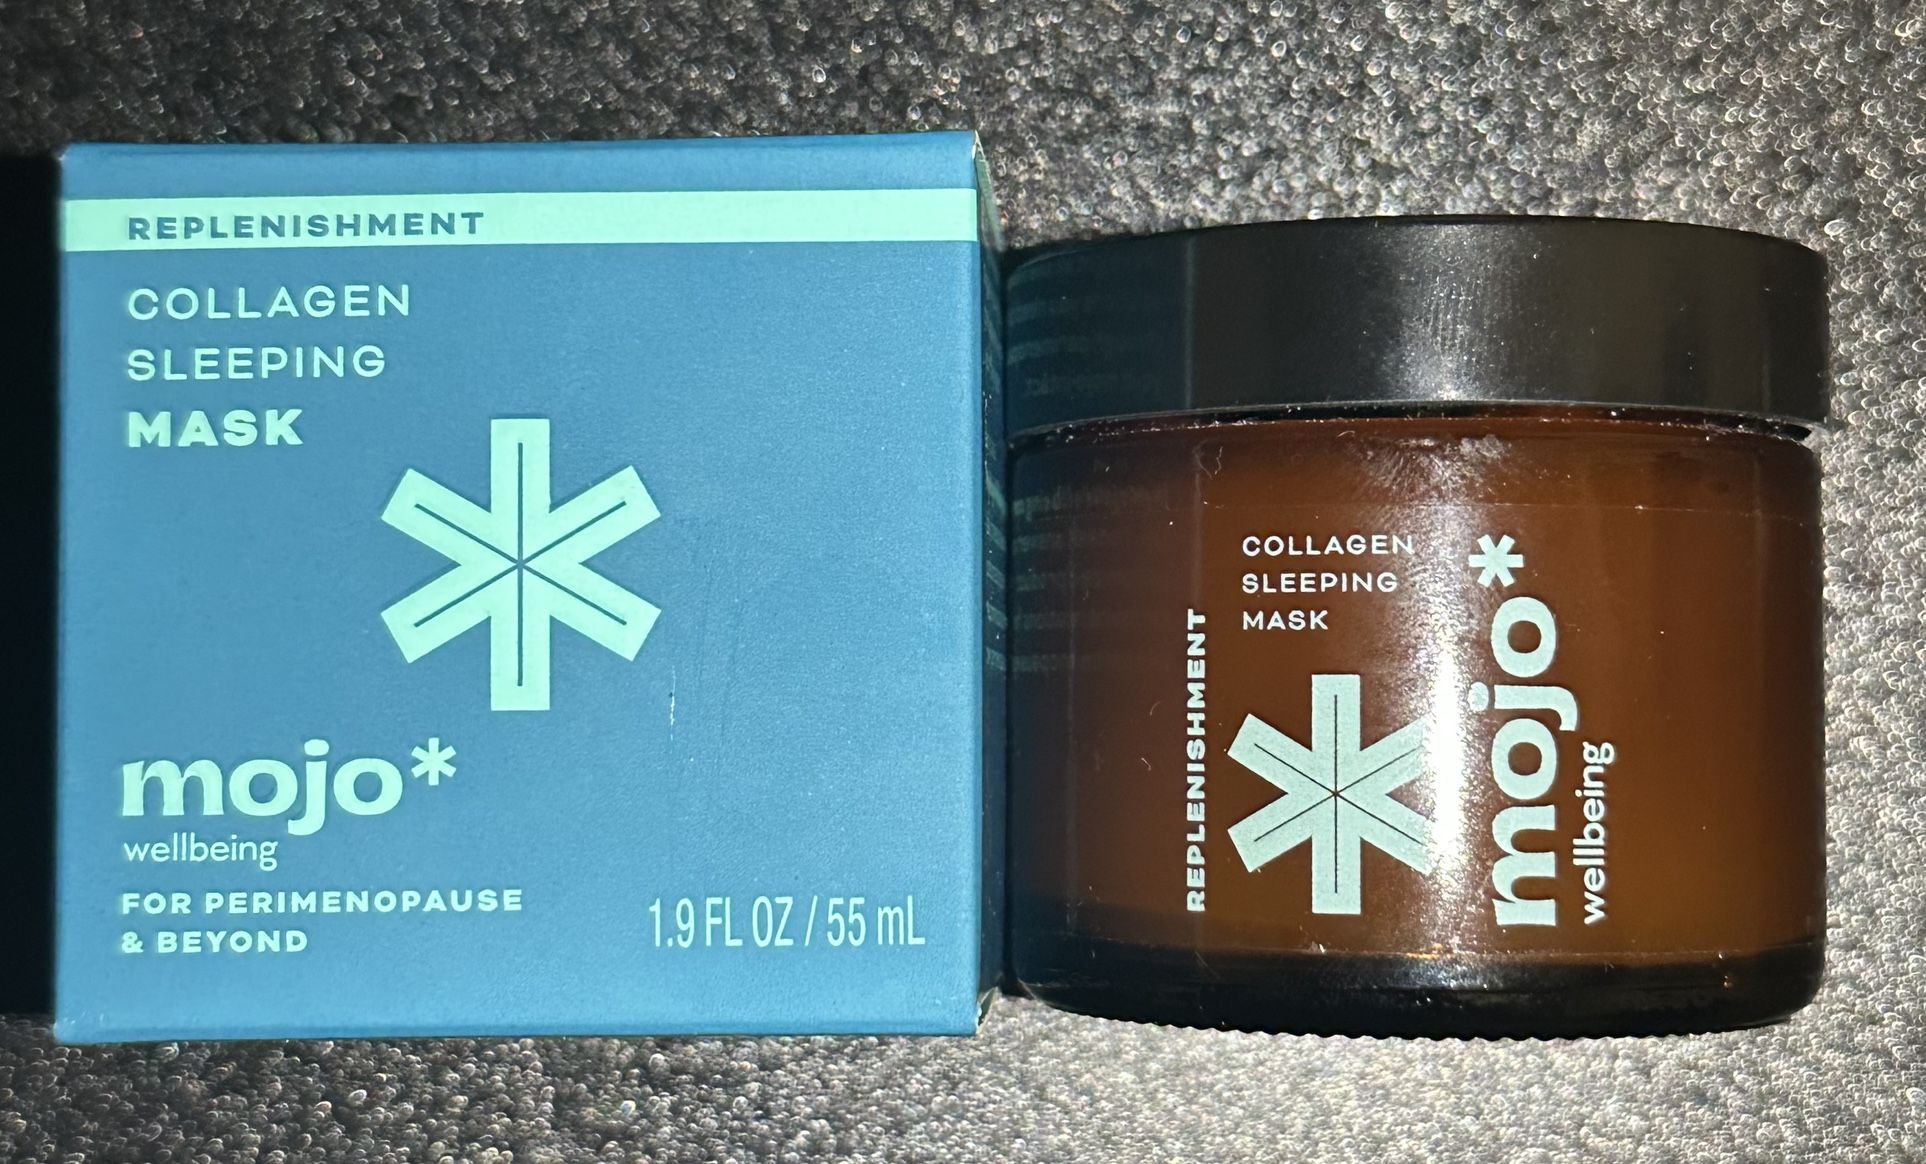 REPLENISHMENT
COLLAGEN
SLEEPING
MASK
mojo*
wellbeing
FOR PERIMENOPAUSE
& BEYOND
1.9 FL OZ / 55 mL
COLLAGEN
SLEEPING
MASK
REPLENISHMENT
mojo*
wellbeing